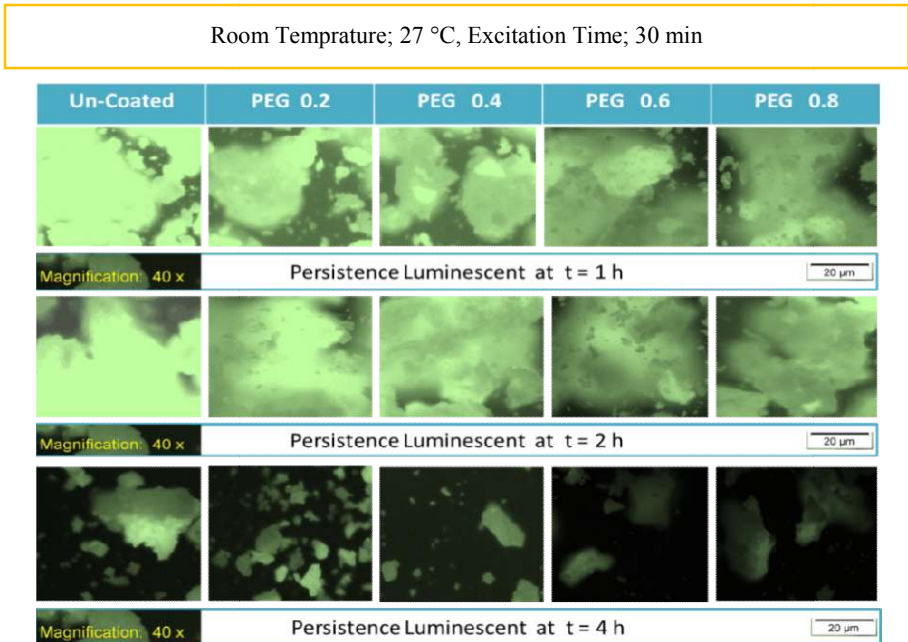 Room Temprature; 27 °C, Excitation Time; 30 min
Un-Coated PEG 0.2 PEG 0.4 PEG 0.6 PEG 0.8
Magnification: 40 x Persistence Luminescent at t = 1 h 20 µm
Magnification: 40 x Persistence Luminescent at t = 2 h 20 µm
Magnification: 40 x Persistence Luminescent at t = 4 h 20 µm